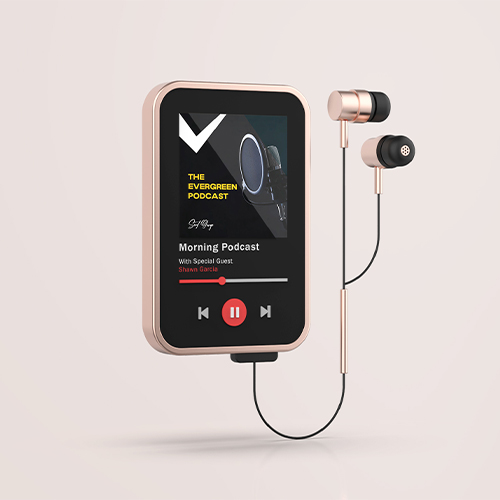 THE
EVERGREEN
PODCAST
Morning Podcast
With Special Guest
Shawn Garcia